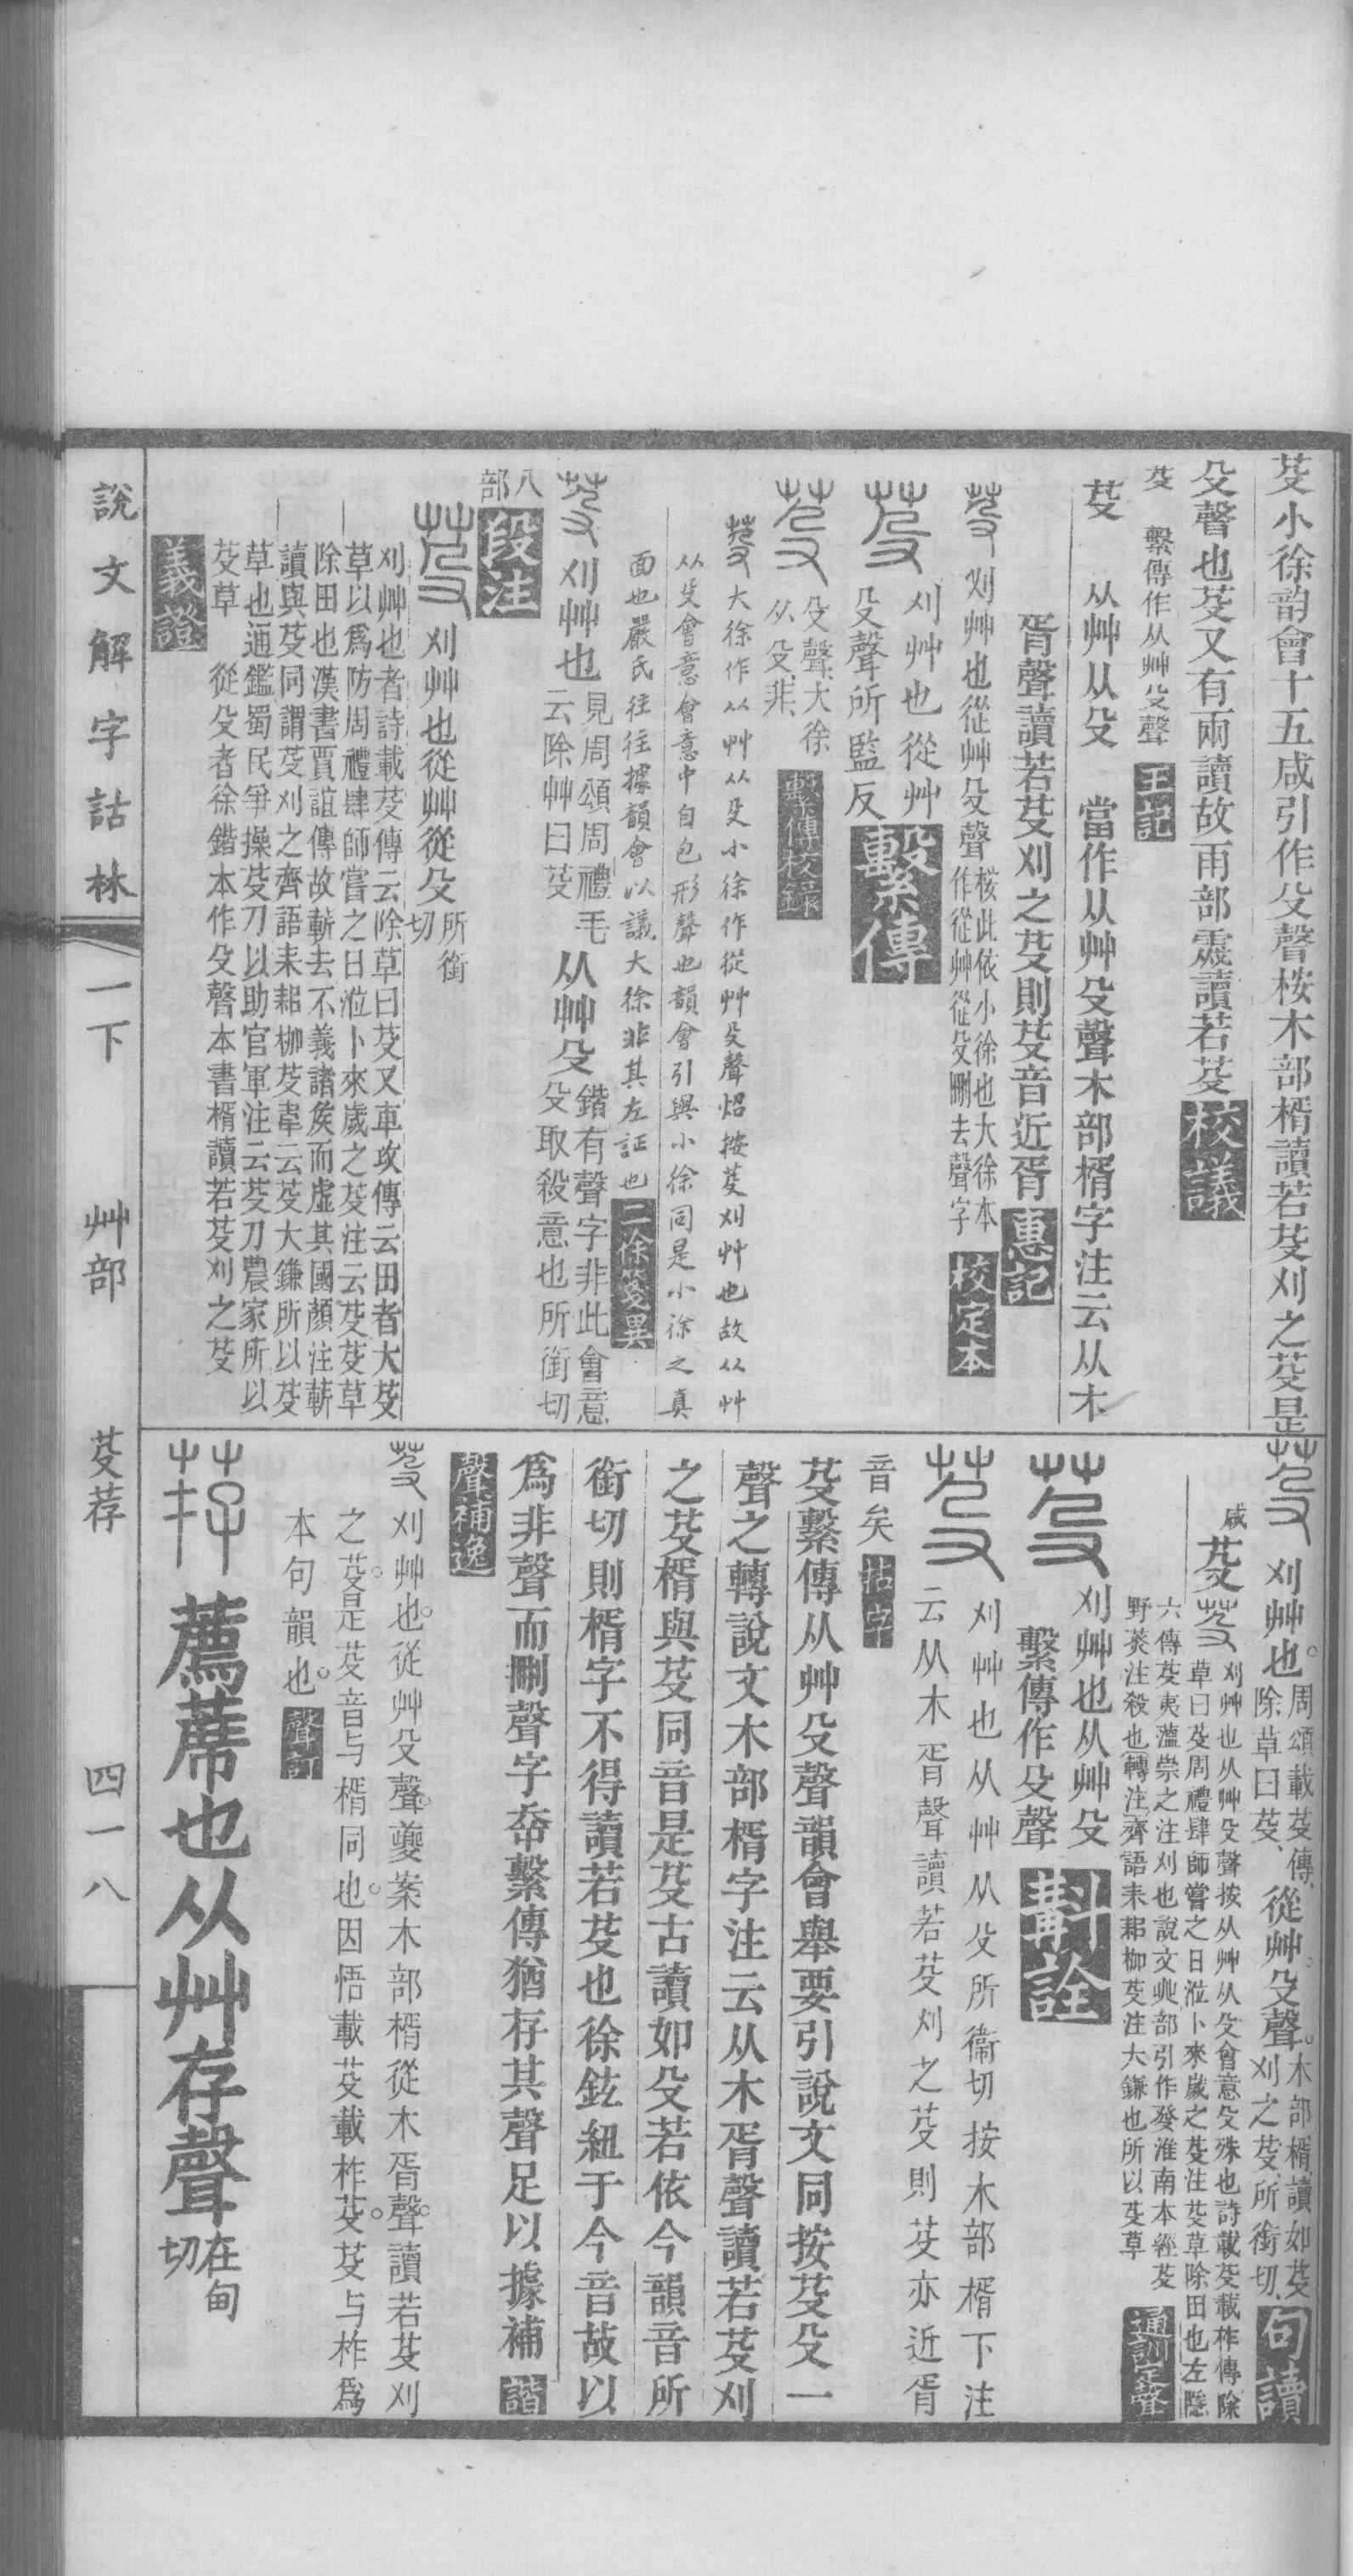 芟小徐韵會十五咸引作殳聲桉木部楈讀若芟刈之芟是
殳聲也芟又有兩讀故雨部霙讀若芟校議
芟 繫傳作从艸殳聲 王記
芟 从艸从殳 當作从艸殳聲木部楈字注云从木
胥聲讀若芟刈之芟則芟音近胥 惠記
刈艸也從艸殳聲 桉此依小徐也大徐本
作從艸從殳刪去聲字 校定本
刈艸也從艸
殳聲所監反 繫傳
殳聲大徐
从殳非 繫傳校錄
大徐作从艸从殳小徐作從艸殳聲炤按芟刈艸也故从艸
从殳會意會意中自包形聲也韻會引與小徐同是小徐之真
面也嚴氏往往據韻會以議大徐非其左証也 二徐箋異
刈艸也 見周頌周禮毛
云除艸曰芟 从艸殳 鍇有聲字非此會意
殳取殺意也所銜切
八
部 段注
刈艸也從艸從殳 所銜
切
刈艸也者詩載芟傳云除草曰芟又車攻傳云田者大芟
草以爲防周禮肆師嘗之日涖卜來歲之芟注云芟芟草
除田也漢書賈誼傳故蘄去不義諸矦而虛其國顏注蘄
讀與芟同謂芟刈之齊語耒耜枷芟韋云芟大鎌所以芟
草也通鑑蜀民爭操芟刀以助官軍注云芟刀農家所以
芟草 從殳者徐鍇本作殳聲本書楈讀若芟刈之芟
義證
刈艸也。 周頌載芟傳、
除草曰芟、 從艸。殳聲。 木部楈讀如芟
刈之芟、所銜切、 句讀
咸 芟 刈艸也从艸殳聲按从艸从殳會意殳殊也詩載芟載柞傳除
草曰芟周禮肆師嘗之日涖卜來歲之芟注芟草除田也左隱
六傳芟夷薀崇之注刈也說文癶部引作發淮南本經芟
野菼注殺也轉注齊語耒耜枷芟注大鎌也所以芟草 通訓定聲
刈艸也从艸殳
繫傳作殳聲 斠詮
刈艸也从艸从殳所銜切按木部楈下注
云从木胥聲讀若芟刈之芟則芟亦近胥
音矣 拈字
芟繫傳从艸殳聲韻會舉要引說文同按芟殳一
聲之轉說文木部楈字注云从木胥聲讀若芟刈
之芟楈與芟同音是芟古讀如殳若依今韻音所
銜切則楈字不得讀若芟也徐鉉紐于今音故以
爲非聲而刪聲字㚔繫傳猶存其聲足以據補 諧
聲補逸
刈艸也。從艸殳聲。夔案木部楈從木胥聲。讀若芟刈
之芟。是芟音与楈同也。因悟載芟載柞芟。芟与柞爲
本句韻也。 聲訂
薦蓆也从艸存聲 在甸
切
說文解字詁林 一下 艸部 芟荐 四一八